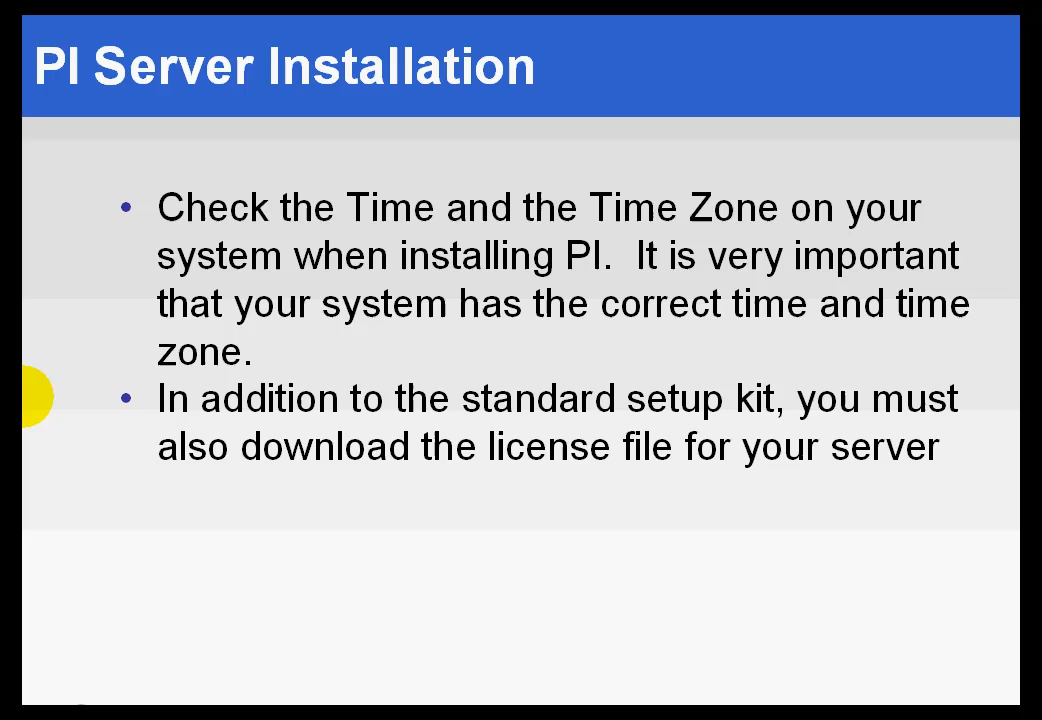 PI Server Installation
• Check the Time and the Time Zone on your
system when installing PI.  It is very important
that your system has the correct time and time
zone.
• In addition to the standard setup kit, you must
also download the license file for your server